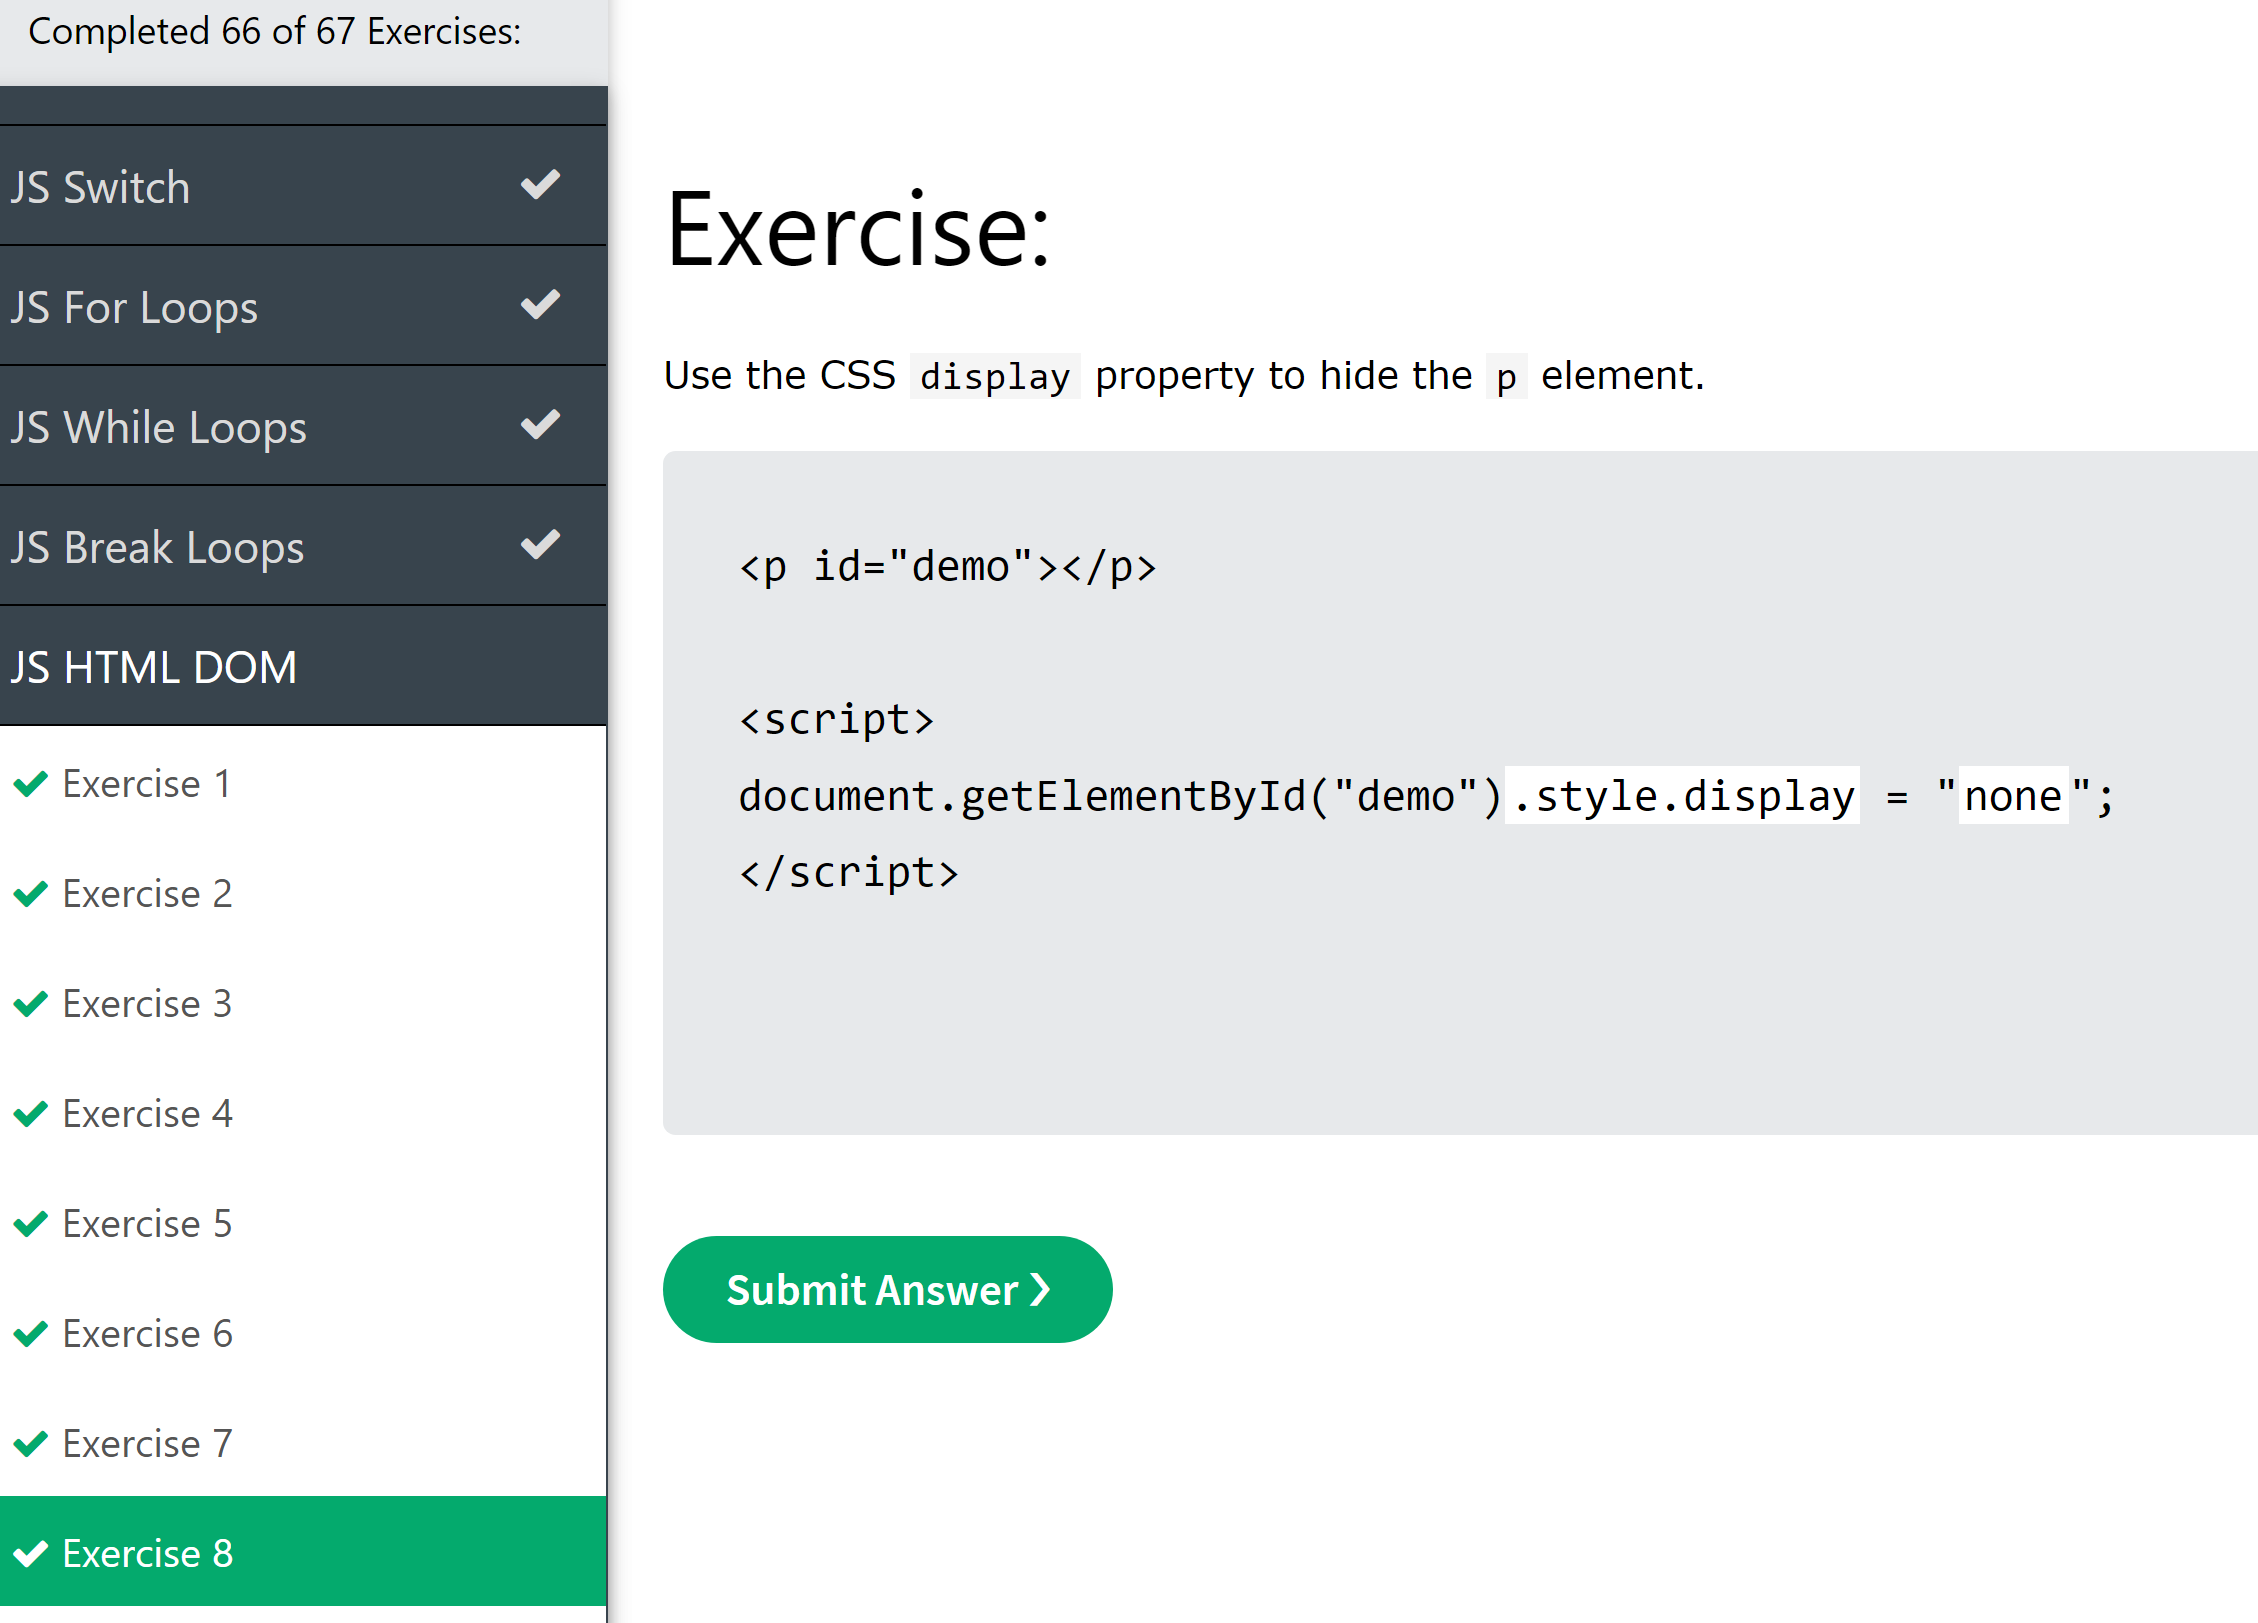 Completed 66 of 67 Exercises:
JS Switch
JS For Loops
JS While Loops
JS Break Loops
JS HTML DOM
Exercise 1
Exercise 2
Exercise 3
Exercise 4
Exercise 5
Exercise 6
Exercise 7
Exercise 8
Exercise:
Use the CSS display property to hide the p element.
<p id="demo"></p>
<script>
document.getElementById("demo").style.display = "none";
</script>
Submit Answer ❯